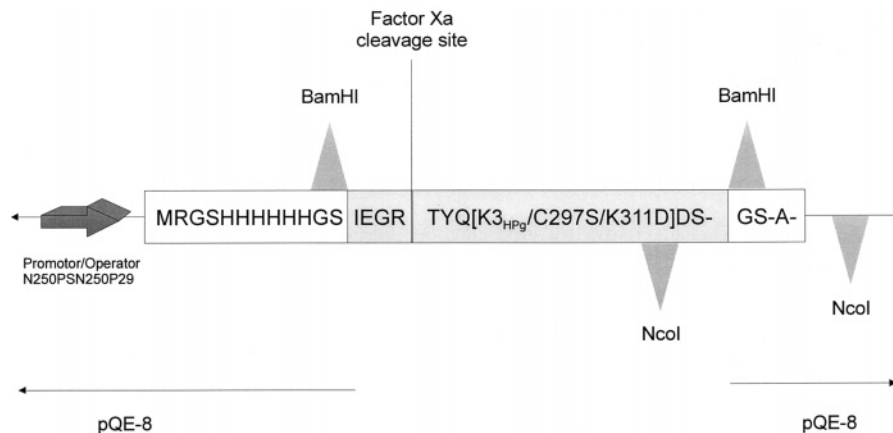 Factor Xa
cleavage site
BamHI
BamHI
MRGSHHHHHHGS
IEGR
TYQ[K3HPg/C297S/K311D]DS-
GS-A-
Promotor/Operator
N250PSN250P29
NcoI
NcoI
pQE-8
pQE-8